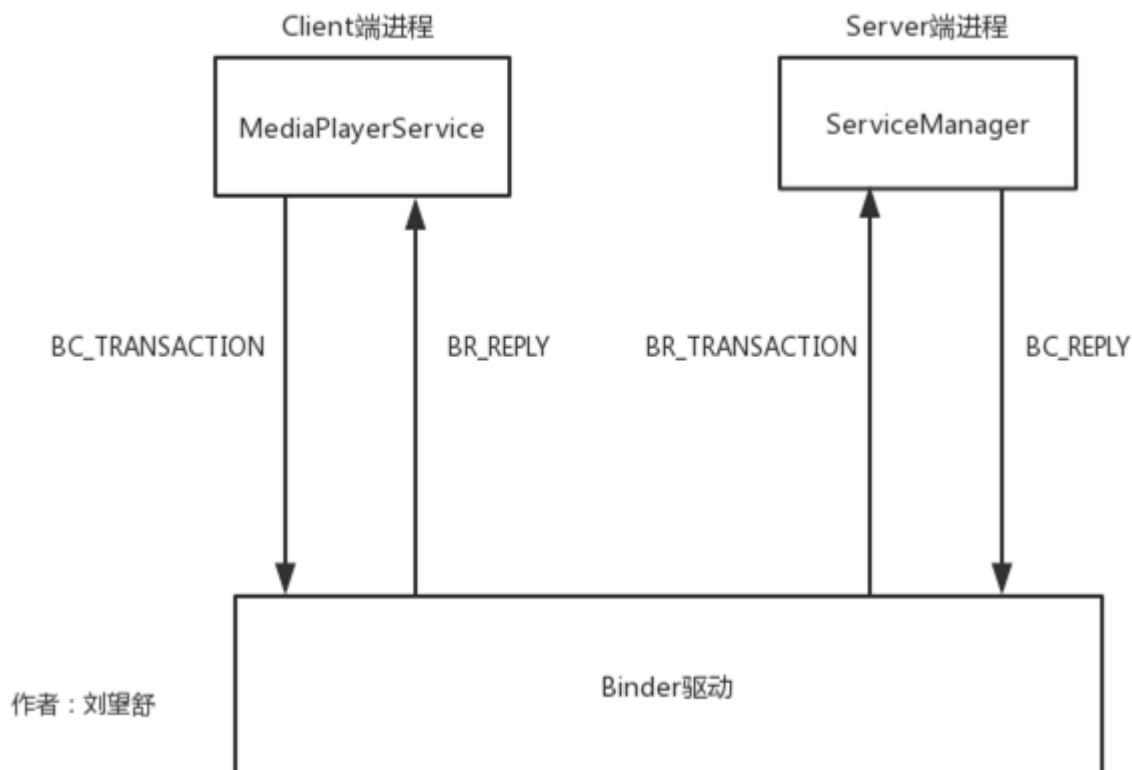 Client端进程
Server端进程
MediaPlayerService
ServiceManager
BC_TRANSACTION
BR_REPLY
BR_TRANSACTION
BC_REPLY
Binder驱动
作者：刘望舒